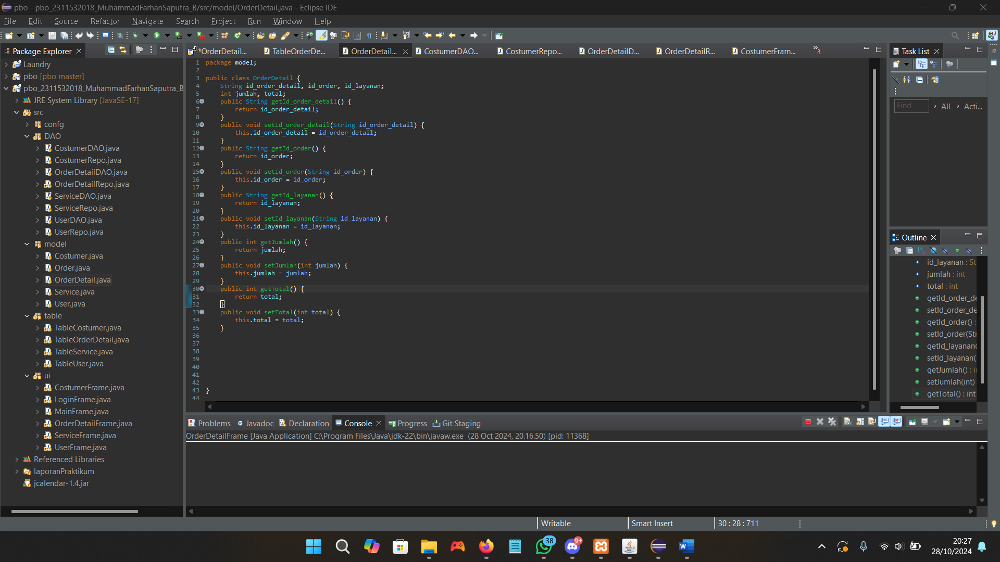 pbo - pbo_2311532018_MuhammadFarhanSaputra_B/src/model/OrderDetail.java - Eclipse IDE
File Edit Source Refactor Navigate Search Project Run Window Help
Package Explorer
Laundry
pbo [pbo master]
pbo_2311532018_MuhammadFarhanSaputra_B
JRE System Library [JavaSE-17]
src
confg
DAO
CostumerDAO.java
CostumerRepo.java
OrderDetailDAO.java
OrderDetailRepo.java
ServiceDAO.java
ServiceRepo.java
UserDAO.java
UserRepo.java
model
Costumer.java
Order.java
OrderDetail.java
Service.java
User.java
table
TableCostumer.java
TableOrderDetail.java
TableService.java
TableUser.java
ui
CostumerFrame.java
LoginFrame.java
MainFrame.java
OrderDetailFrame.java
ServiceFrame.java
UserFrame.java
Referenced Libraries
laporanPraktikum
jcalendar-1.4.jar
*OrderDetail... TableOrderDe... OrderDetail... CostumerDAO... CostumerRepo... OrderDetailD... OrderDetailR... CostumerFram... »8
1 package model;
2
3 public class OrderDetail {
4 String id_order_detail, id_order, id_layanan;
5 int jumlah, total;
6 public String getId_order_detail() {
7 return id_order_detail;
8 }
9 public void setId_order_detail(String id_order_detail) {
10 this.id_order_detail = id_order_detail;
11 }
12 public String getId_order() {
13 return id_order;
14 }
15 public void setId_order(String id_order) {
16 this.id_order = id_order;
17 }
18 public String getId_layanan() {
19 return id_layanan;
20 }
21 public void setId_layanan(String id_layanan) {
22 this.id_layanan = id_layanan;
23 }
24 public int getJumlah() {
25 return jumlah;
26 }
27 public void setJumlah(int jumlah) {
28 this.jumlah = jumlah;
29 }
30 public int getTotal() {
31 return total;
32 }
33 public void setTotal(int total) {
34 this.total = total;
35 }
36
37
38
39
40
41
42
43 }
44
Task List
Find All Acti...
Outline
id_layanan : St
jumlah : int
total : int
getId_order_de
setId_order_de
getId_order() :
setId_order(Str
getId_layanan(
setId_layanan(
getJumlah() : i
setJumlah(int)
getTotal() : int
Problems Javadoc Declaration Console Progress Git Staging
OrderDetailFrame [Java Application] C:\Program Files\Java\jdk-22\bin\javaw.exe (28 Oct 2024, 20.16.50) [pid: 11368]
Writable Smart Insert 30 : 28 : 711
38
9+
20:27
28/10/2024